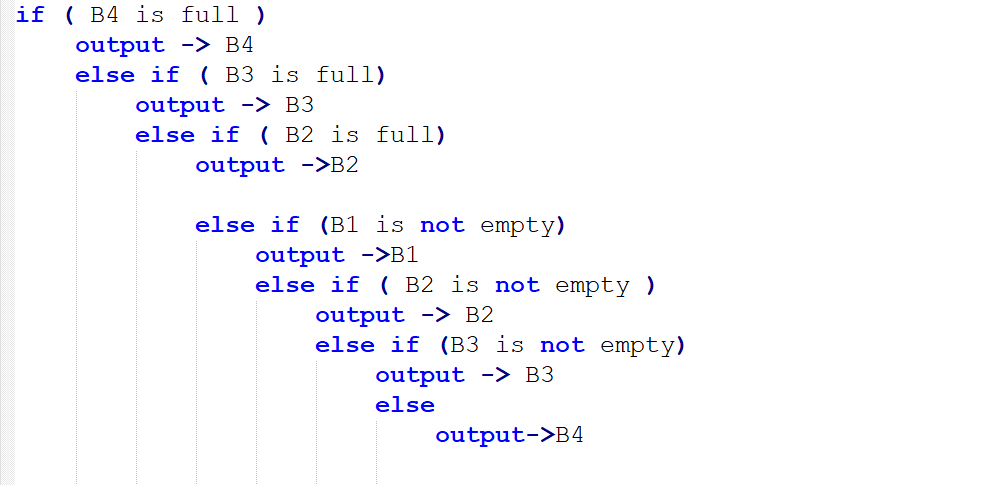 if ( B4 is full )
output -> B4
else if ( B3 is full)
output -> B3
else if ( B2 is full)
output ->B2
else if (B1 is not empty)
output ->B1
else if ( B2 is not empty )
output -> B2
else if (B3 is not empty)
output -> B3
else
output->B4